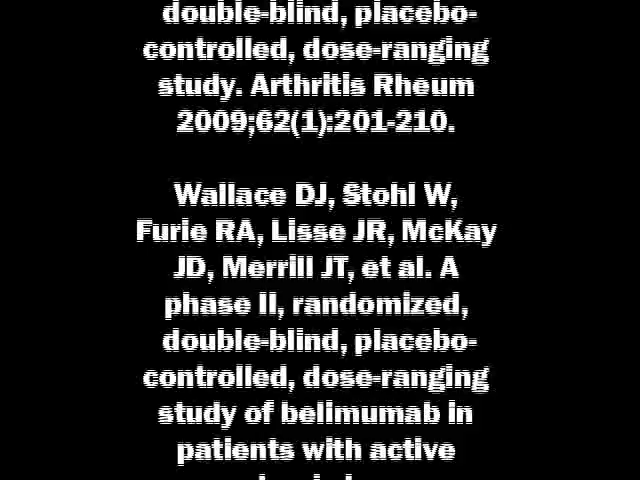 double-blind, placebo-
controlled, dose-ranging
study. Arthritis Rheum
2009;62(1):201-210.
Wallace DJ, Stohl W,
Furie RA, Lisse JR, McKay
JD, Merrill JT, et al. A
phase II, randomized,
double-blind, placebo-
controlled, dose-ranging
study of belimumab in
patients with active